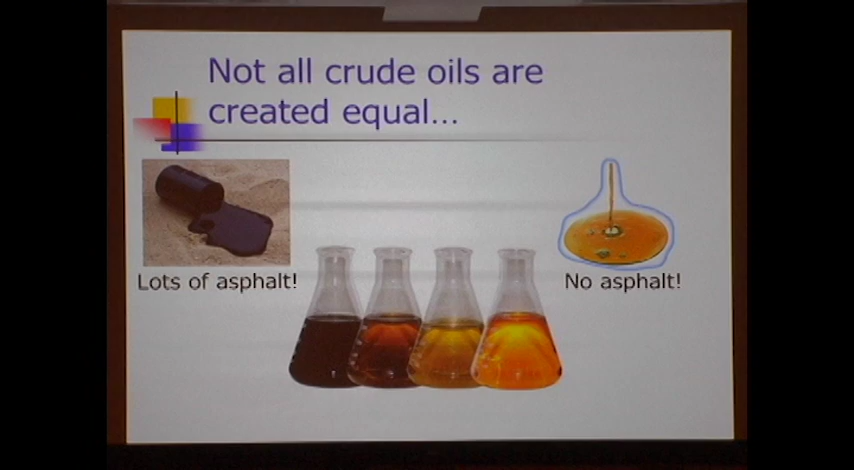 Not all crude oils are
created equal...
Lots of asphalt!
No asphalt!